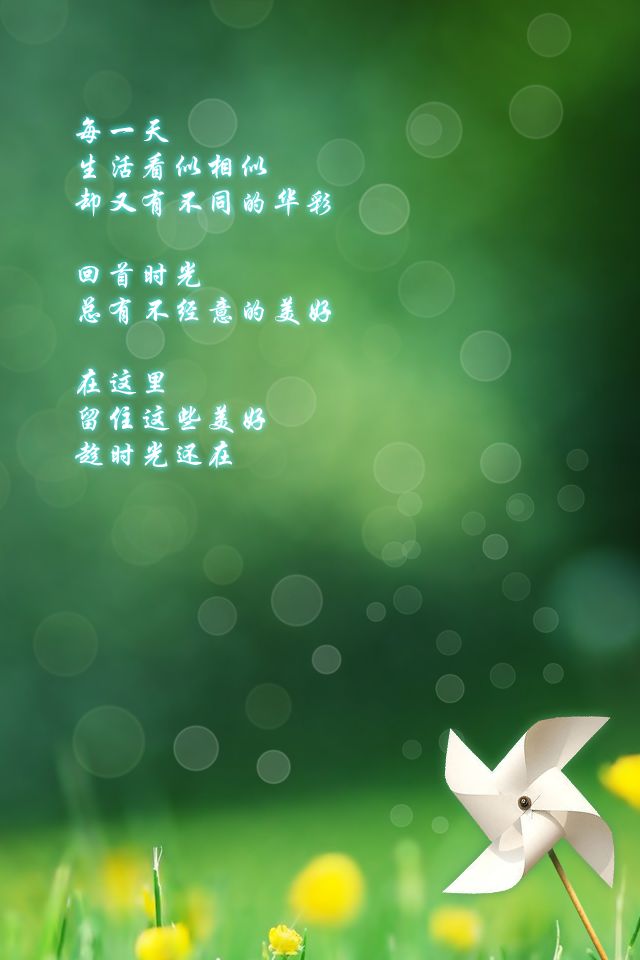 每一天
生活看似相似
却又有不同的华彩
回首时光
总有不经意的美好
在这里
留住这些美好
趁时光还在